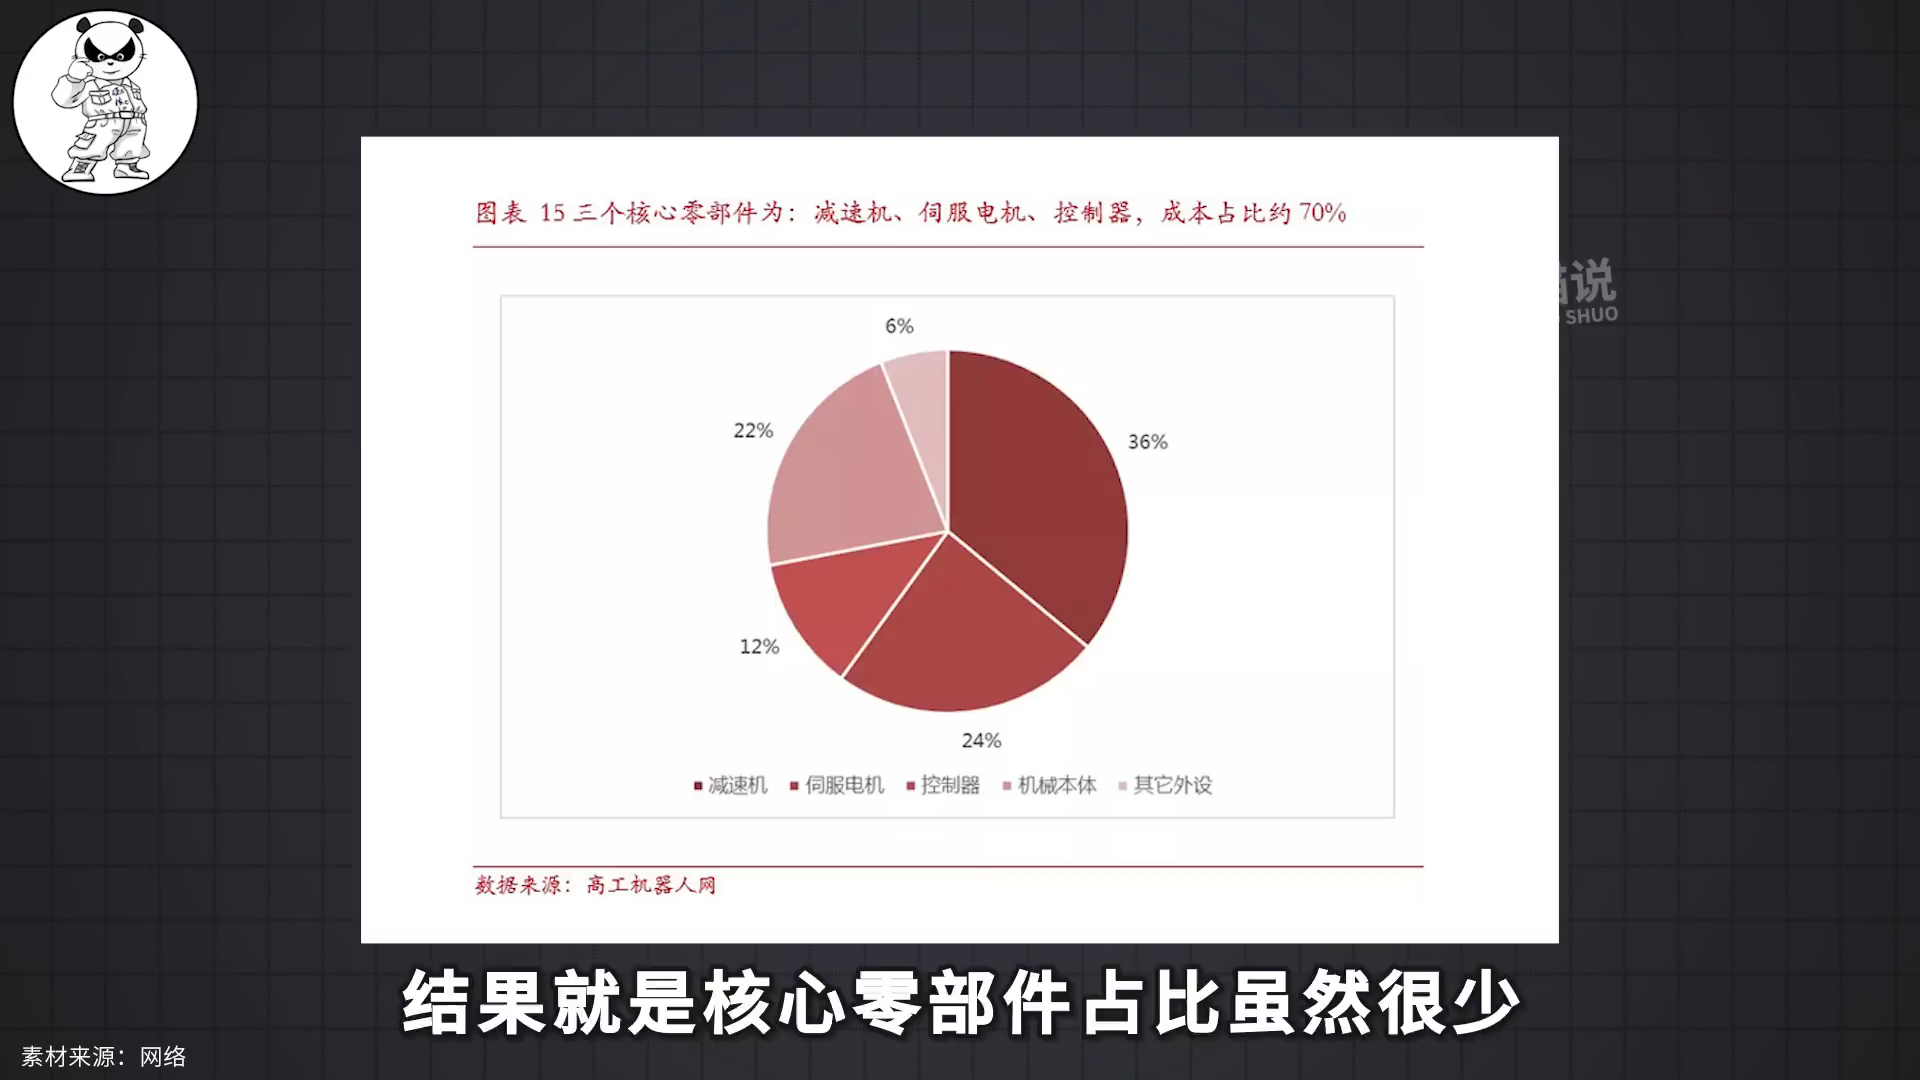 图表 15 三个核心零部件为：减速机、伺服电机、控制器，成本占比约 70%
说
SHUO
6%
22%
36%
12%
24%
减速机 伺服电机 控制器 机械本体 其它外设
数据来源：高工机器人网
结果就是核心零部件占比虽然很少
素材来源：网络